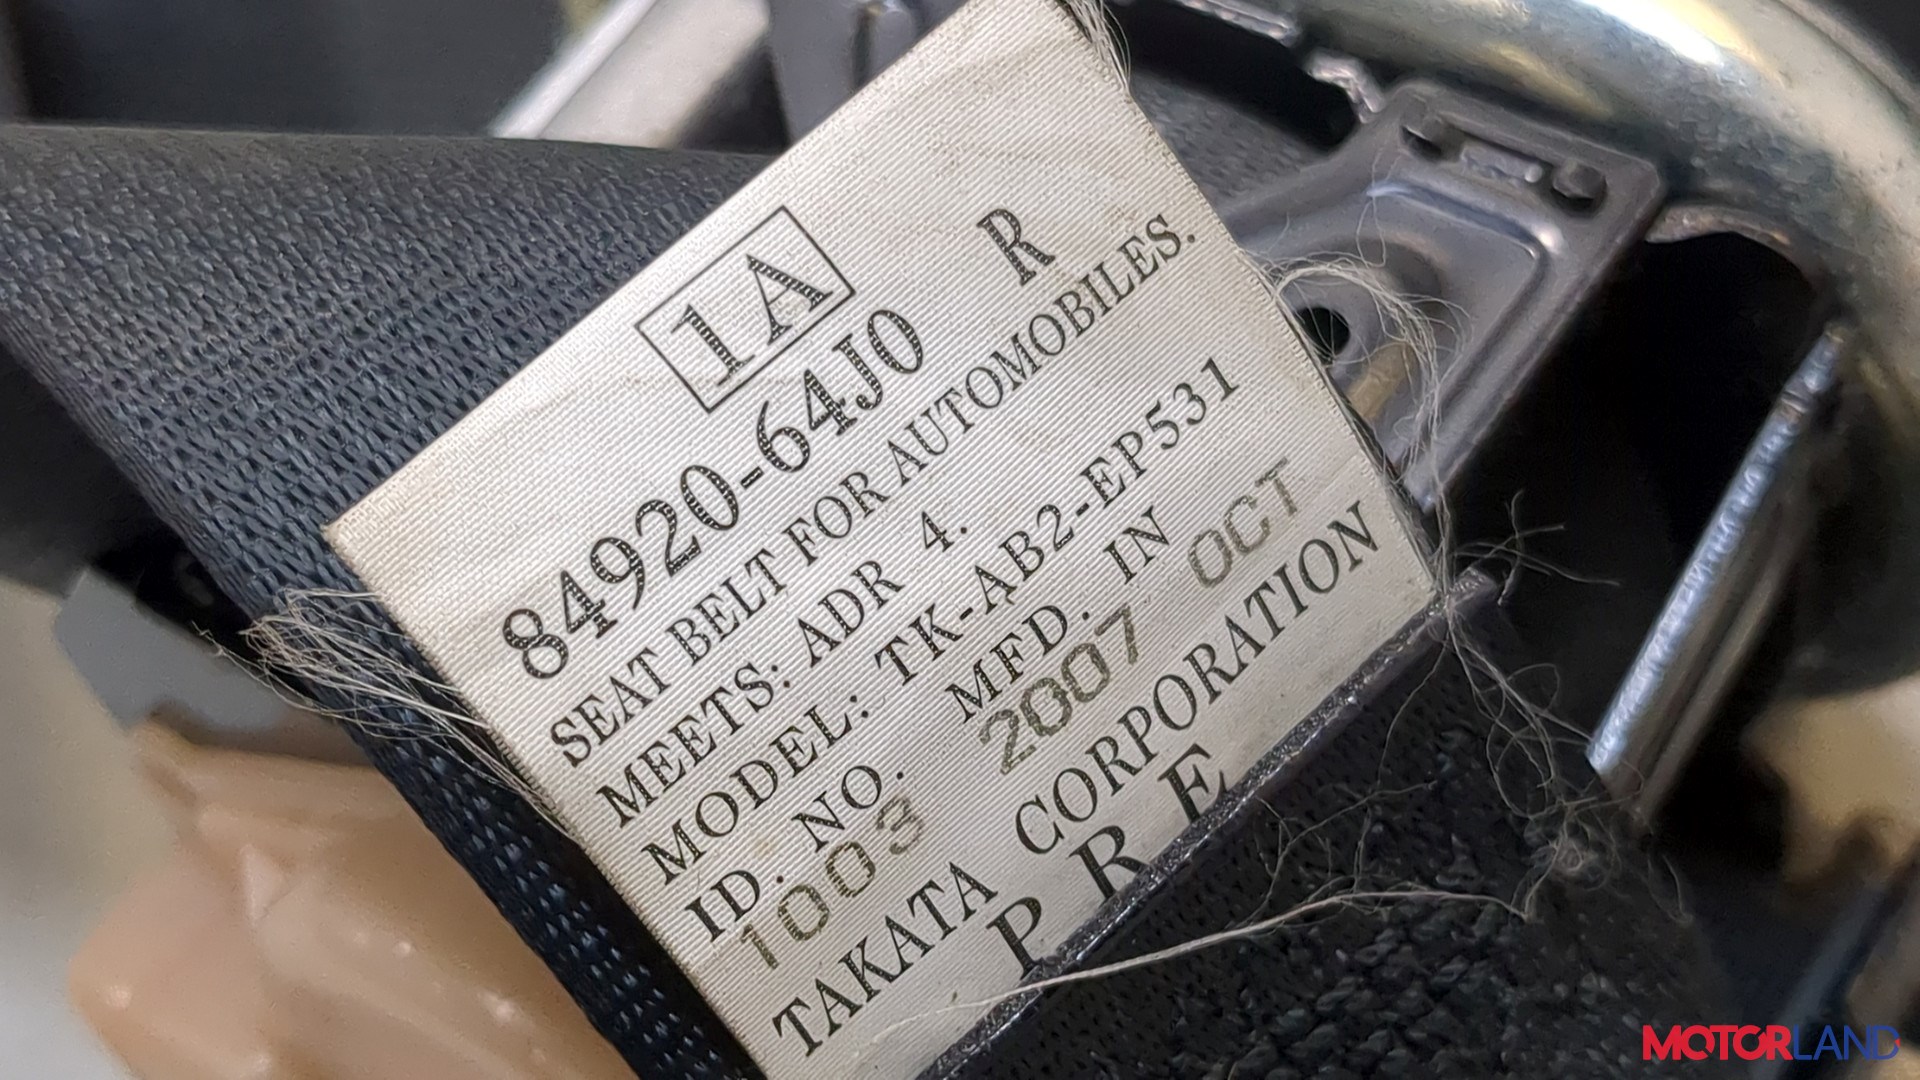 1A
84920-64J0 R
SEAT BELT FOR AUTOMOBILES.
MEETS: ADR 4.
MODEL: TK-AB2-EP531
ID. NO. MFD. IN
1003 2007 OCT
TAKATA CORPORATION
P R E
MOTORLAND